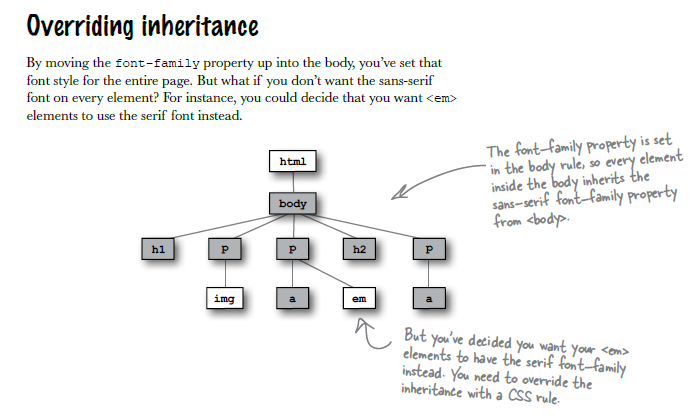 Overriding inheritance
By moving the font-family property up into the body, you've set that
font style for the entire page. But what if you don't want the sans-serif
font on every element? For instance, you could decide that you want <em>
elements to use the serif font instead.
html
The font-family property is set
in the body rule, so every element
inside the body inherits the
sans-serif font-family property
from <body>.
body
h1
p
p
h2
p
img
a
em
a
But you've decided you want your <em>
elements to have the serif font-family
instead. You need to override the
inheritance with a CSS rule.